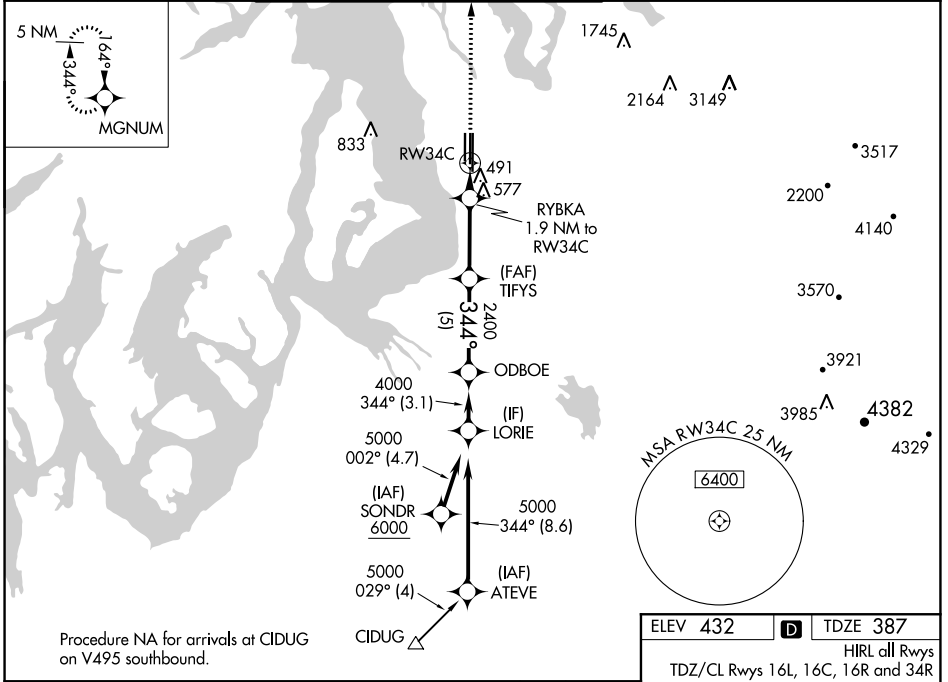 5 NM
164°
344°
MGNUM
1745
2164
3149
833
RW34C
491
577
3517
2200
4140
RYBKA
1.9 NM to
RW34C
(FAF)
TIFYS
3570
2400
344°
(5)
ODBOE
3921
4000
344° (3.1)
3985
4382
(IF)
LORIE
4329
5000
002° (4.7)
MSA RW34C 25 NM
6400
(IAF)
SONDR
6000
5000
344° (8.6)
5000
029° (4)
(IAF)
ATEVE
CIDUG
Procedure NA for arrivals at CIDUG
on V495 southbound.
ELEV 432 D TDZE 387
HIRL all Rwys
TDZ/CL Rwys 16L, 16C, 16R and 34R